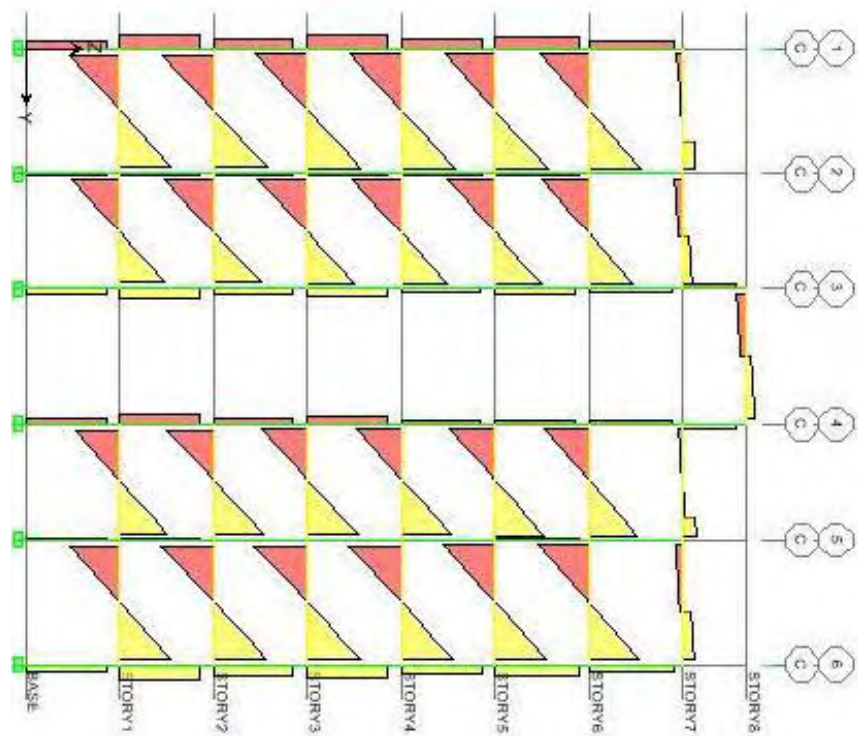 C 1
C 2
C 3
C 4
C 5
C 6
Z
Y
BASE
STORY1
STORY2
STORY3
STORY4
STORY5
STORY6
STORY7
STORY8